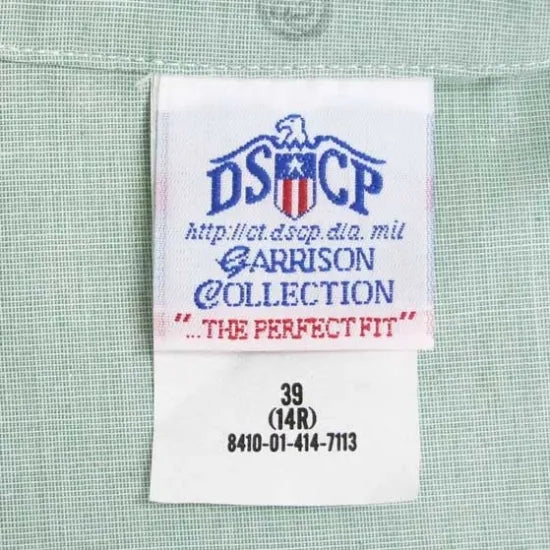 DSCP
http://ct.dscp.dla.mil
GARRISON
COLLECTION
"...THE PERFECT FIT"
39
(14R)
8410-01-414-7113